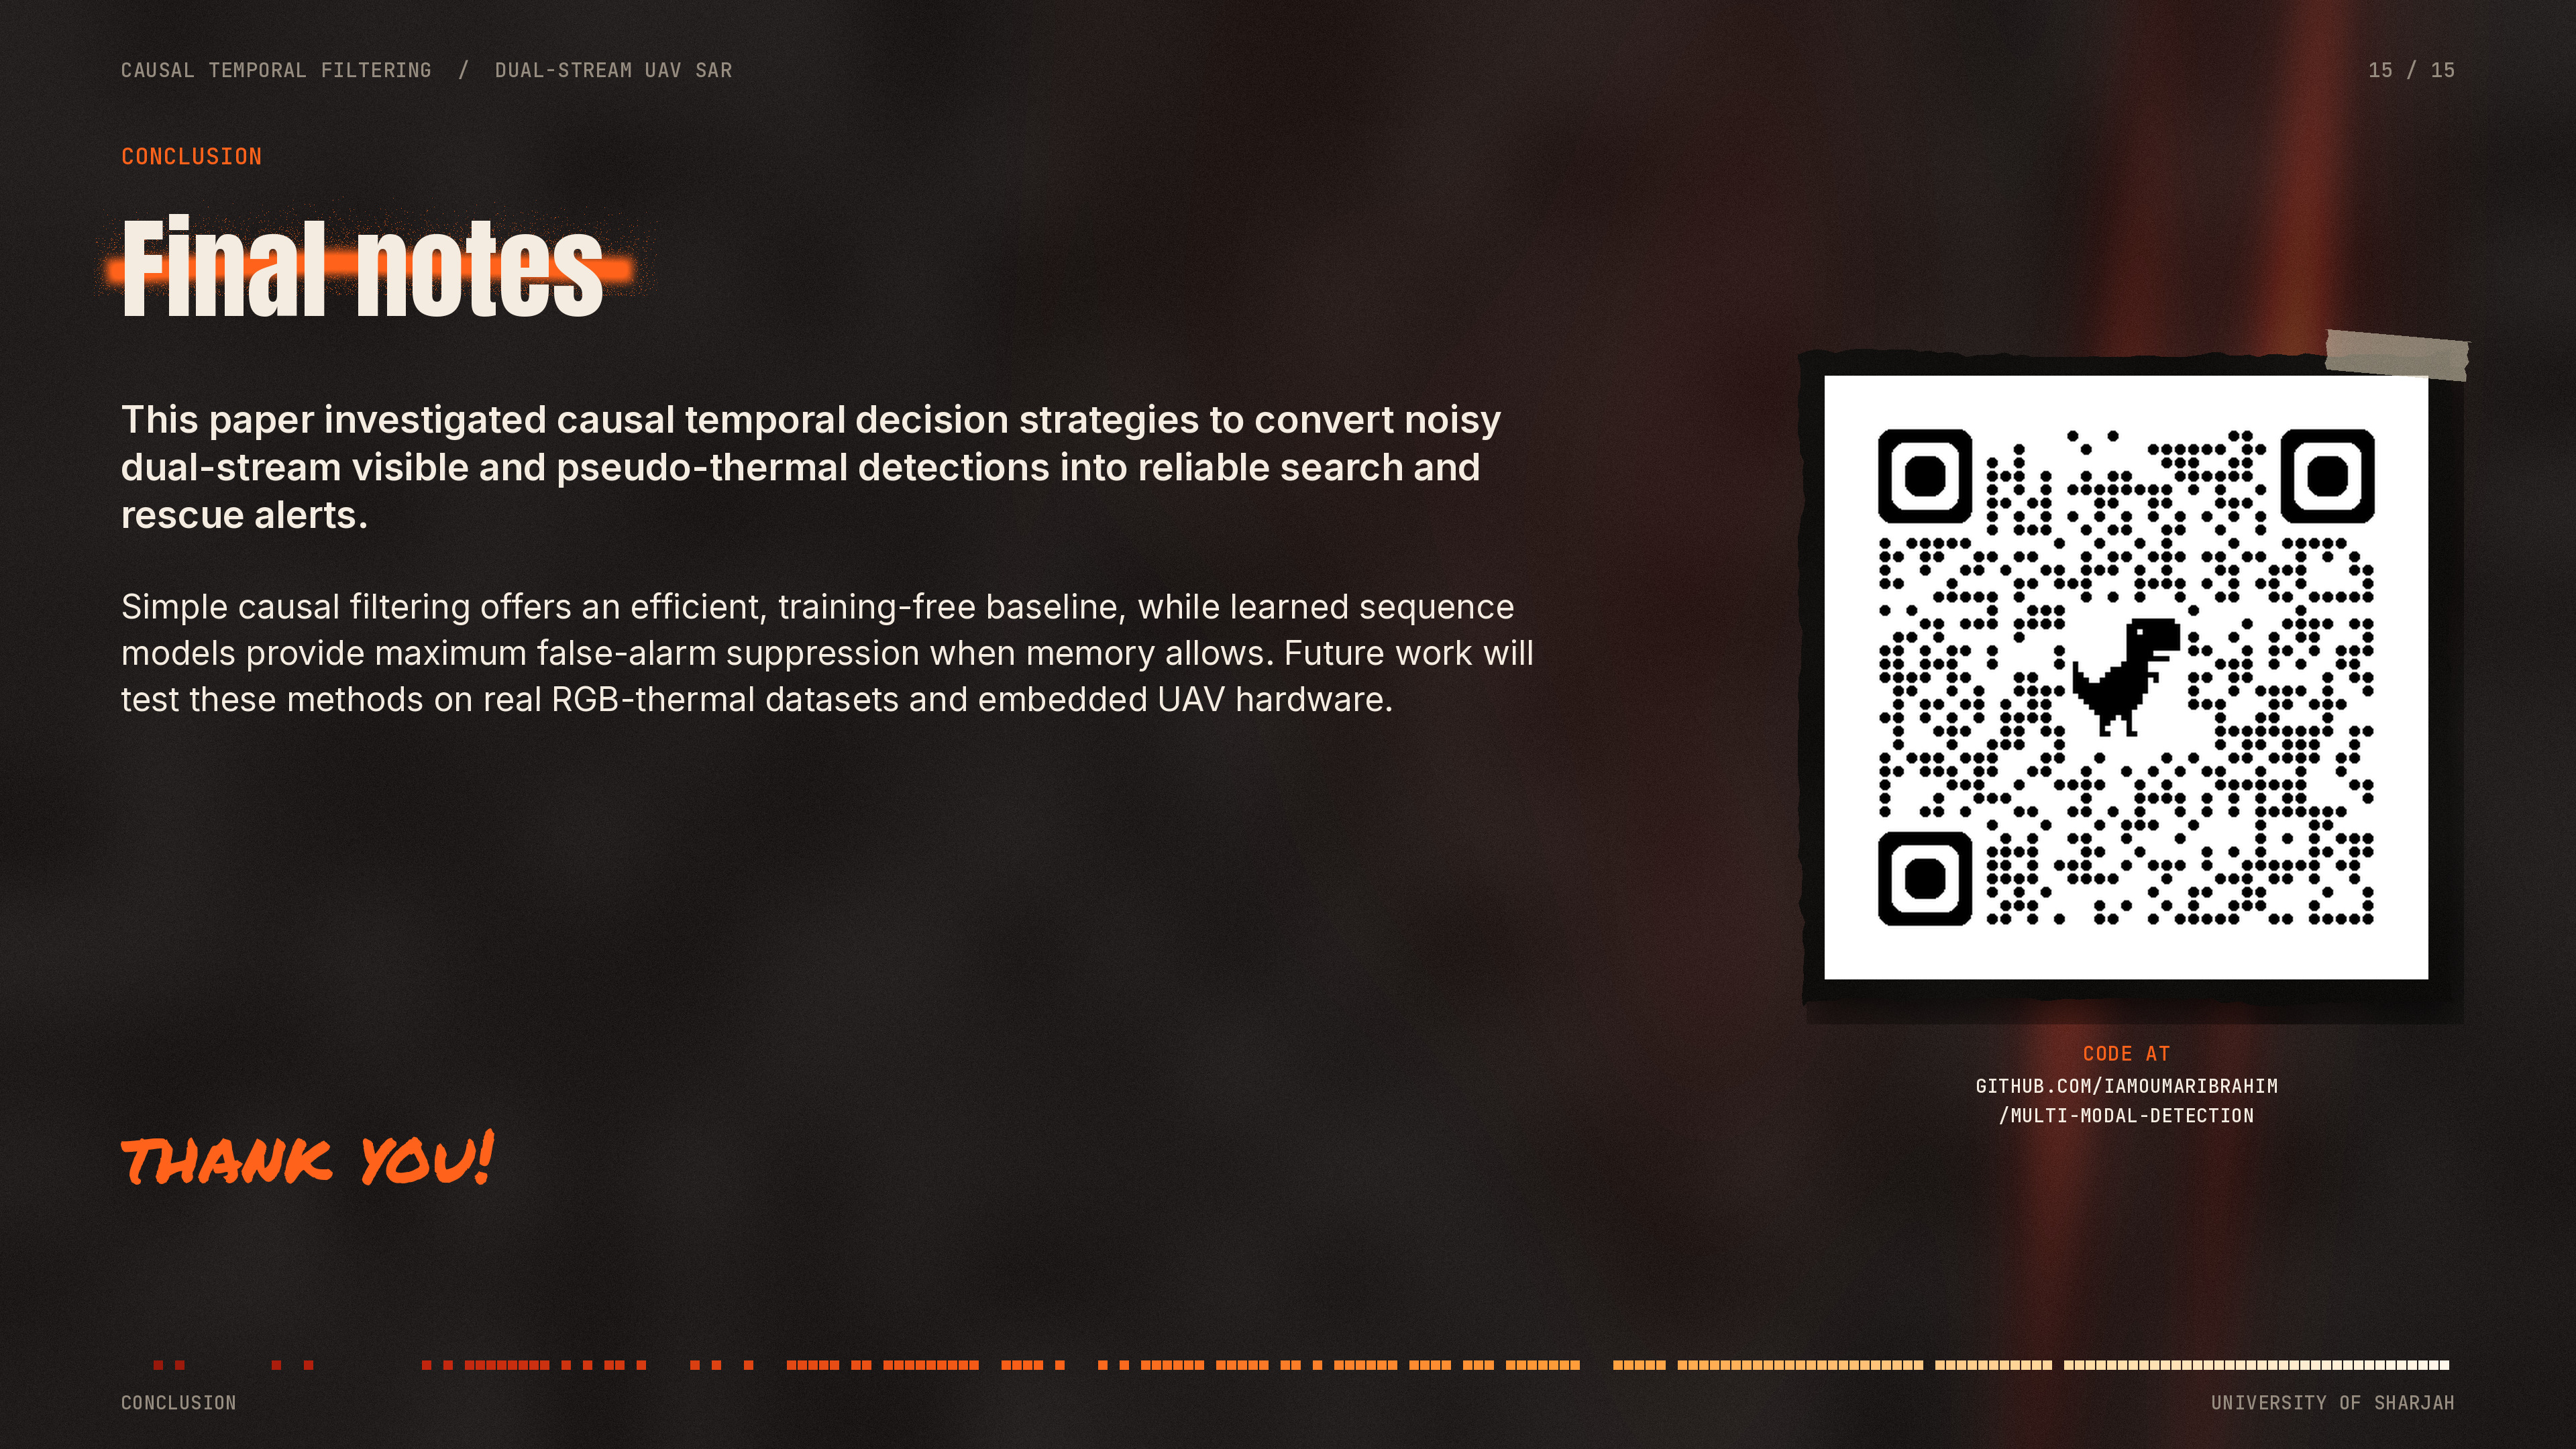 CAUSAL TEMPORAL FILTERING / DUAL-STREAM UAV SAR
15 / 15
CONCLUSION
Final notes
This paper investigated causal temporal decision strategies to convert noisy
dual-stream visible and pseudo-thermal detections into reliable search and
rescue alerts.
Simple causal filtering offers an efficient, training-free baseline, while learned sequence
models provide maximum false-alarm suppression when memory allows. Future work will
test these methods on real RGB-thermal datasets and embedded UAV hardware.
CODE AT
GITHUB.COM/IAMOUMARIBRAHIM
/MULTI-MODAL-DETECTION
THANK YOU!
CONCLUSION
UNIVERSITY OF SHARJAH